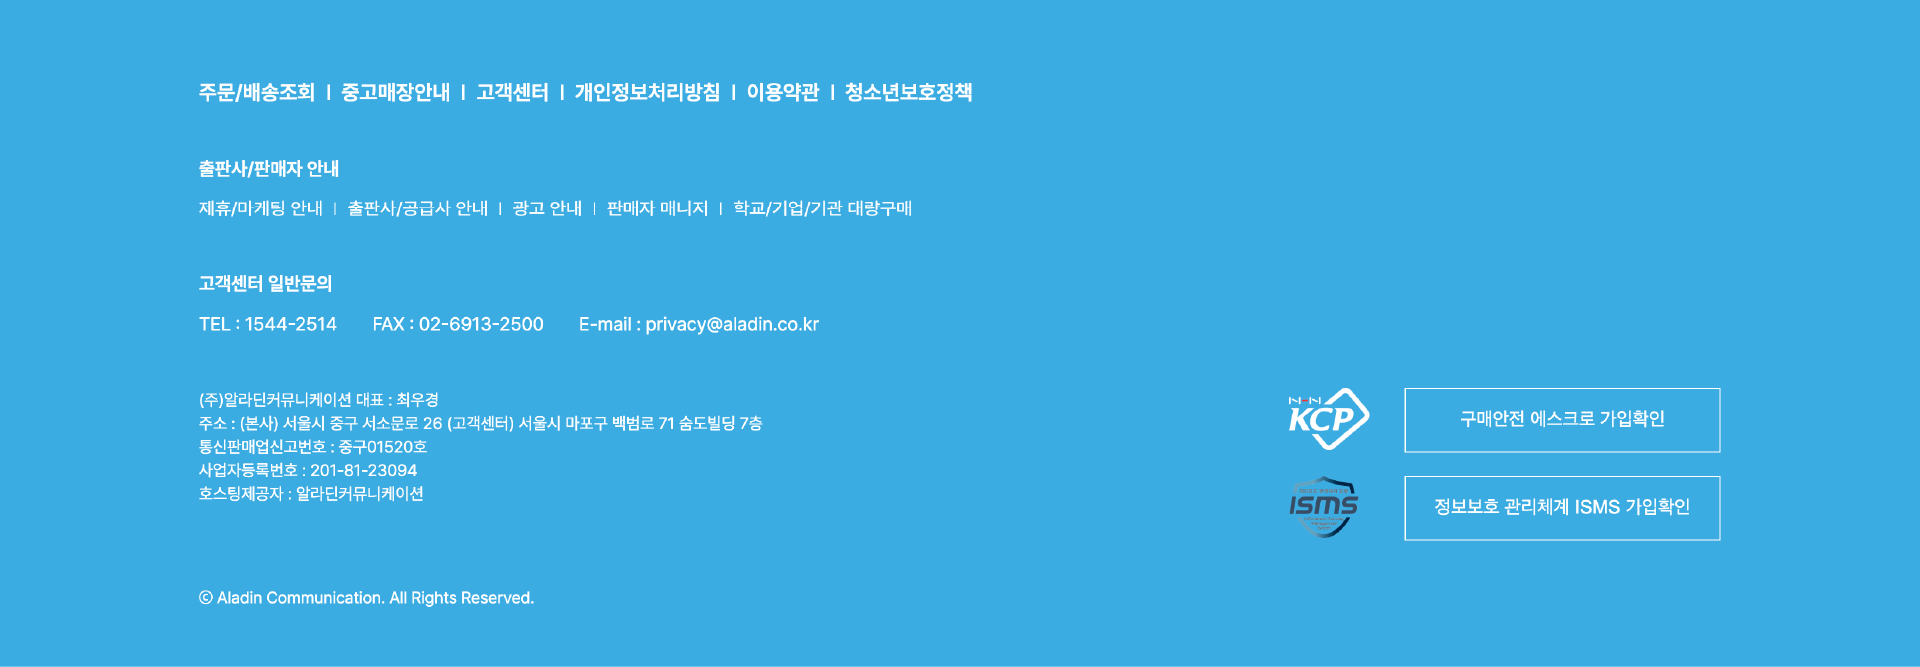 주문/배송조회 | 중고매장안내 | 고객센터 | 개인정보처리방침 | 이용약관 | 청소년보호정책
출판사/판매자 안내
제휴/마케팅 안내 | 출판사/공급사 안내 | 광고 안내 | 판매자 매니지 | 학교/기업/기관 대량구매
고객센터 일반문의
TEL : 1544-2514 FAX : 02-6913-2500 E-mail : privacy@aladin.co.kr
(주)알라딘커뮤니케이션 대표 : 최우경
주소 : (본사) 서울시 중구 서소문로 26 (고객센터) 서울시 마포구 백범로 71 숨도빌딩 7층
통신판매업신고번호 : 중구01520호
사업자등록번호 : 201-81-23094
호스팅제공자 : 알라딘커뮤니케이션
NHN
KCP
구매안전 에스크로 가입확인
ISMS
정보보호 관리체계 ISMS 가입확인
© Aladin Communication. All Rights Reserved.